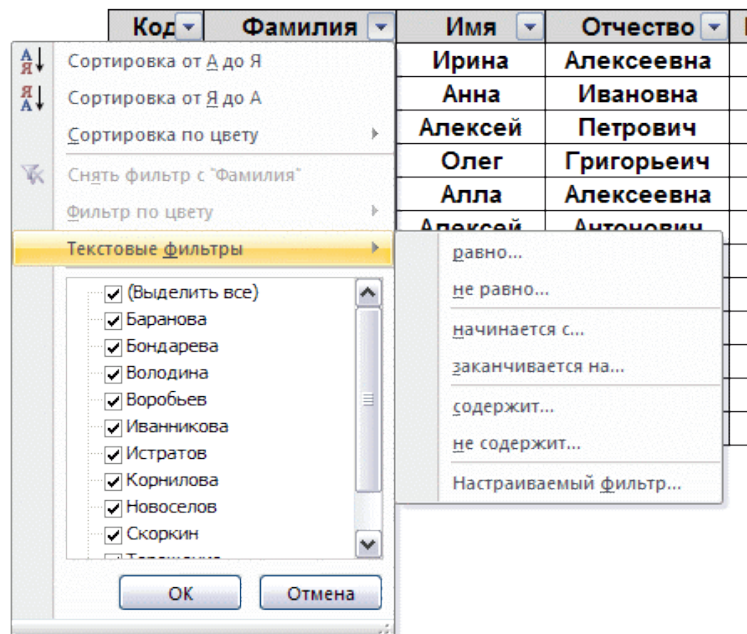 Код Фамилия Имя Отчество
Сортировка от А до Я
Сортировка от Я до А
Сортировка по цвету
Снять фильтр с "Фамилия"
Фильтр по цвету
Текстовые фильтры
(Выделить все)
Баранова
Бондарева
Володина
Воробьев
Иванникова
Истратов
Корнилова
Новоселов
Скоркин
ОК Отмена
Ирина Алексеевна
Анна Ивановна
Алексей Петрович
Олег Григорьеич
Алла Алексеевна
Алексей Антонович
равно...
не равно...
начинается с...
заканчивается на...
содержит...
не содержит...
Настраиваемый фильтр...